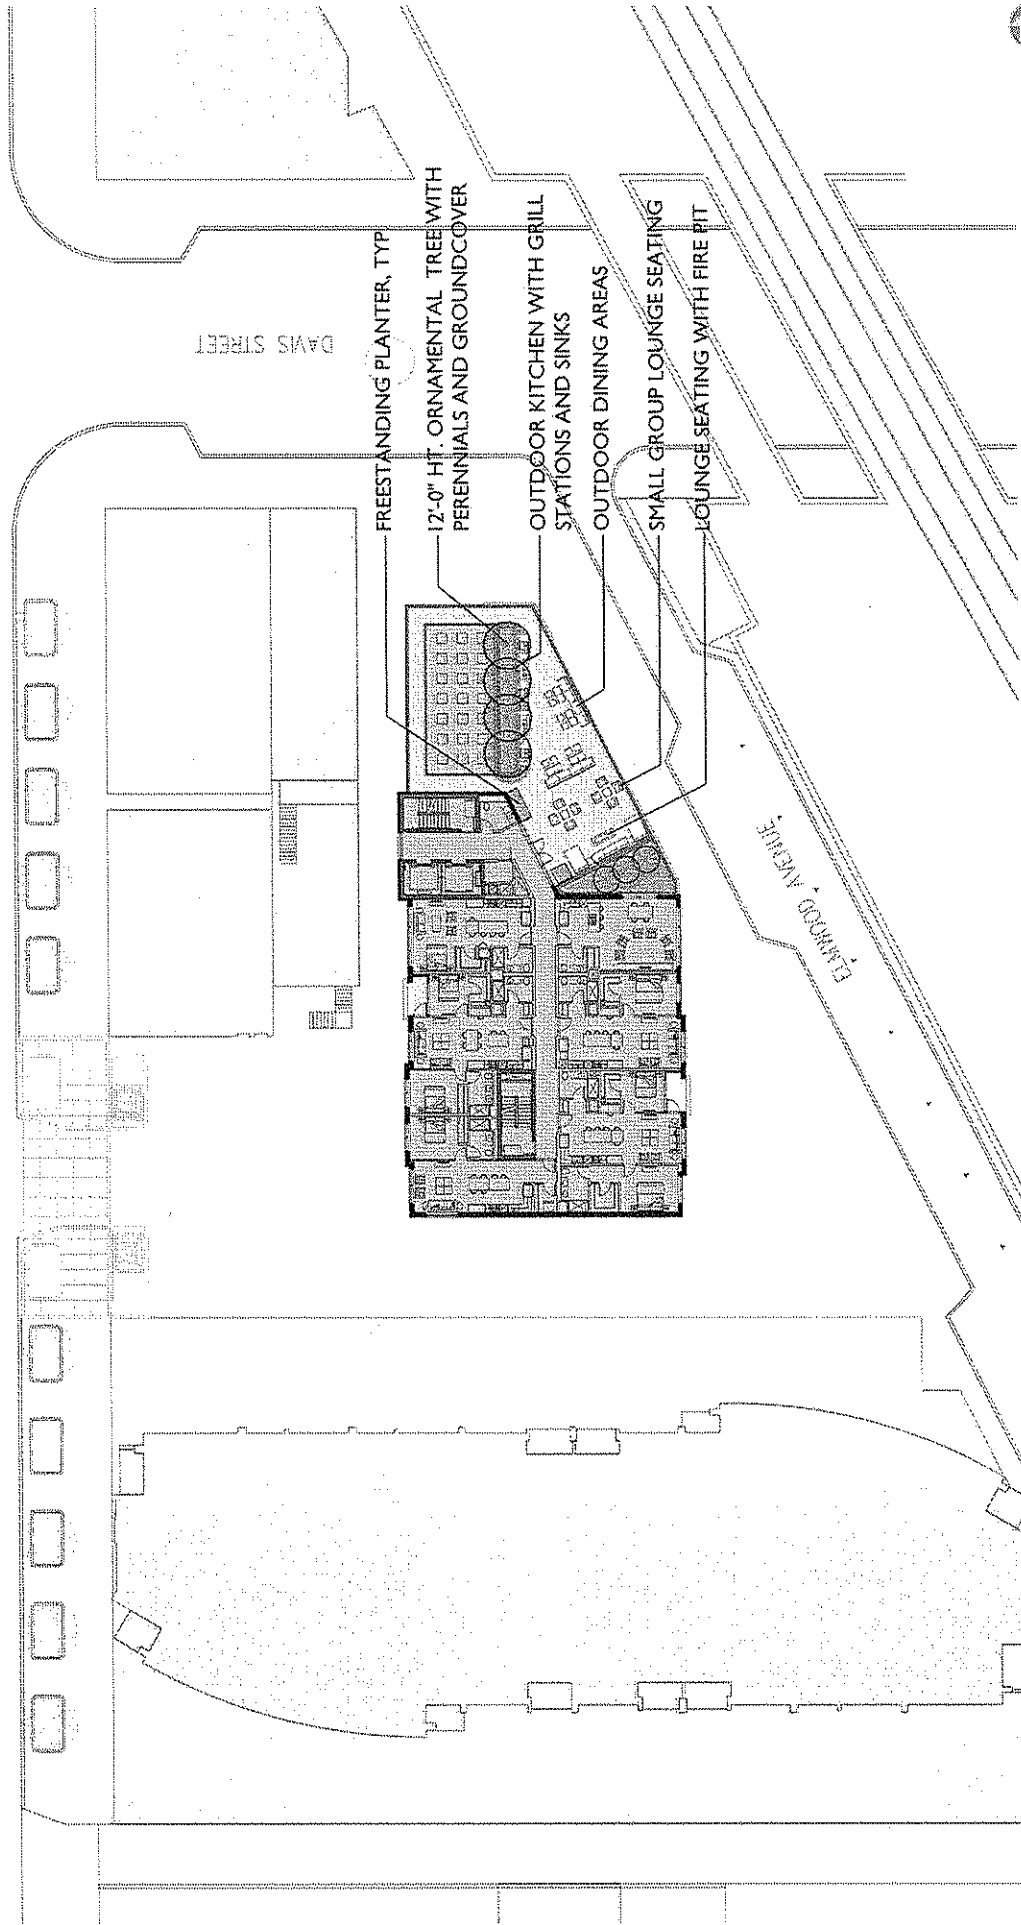 DAVIS STREET
FREESTANDING PLANTER, TYP
12'-0" HT. ORNAMENTAL TREE WITH
PERENNIALS AND GROUNDCOVER
OUTDOOR KITCHEN WITH GRILL
STATIONS AND SINKS
OUTDOOR DINING AREAS
SMALL GROUP LOUNGE SEATING
LOUNGE SEATING WITH FIRE PIT
ELMWOOD AVENUE